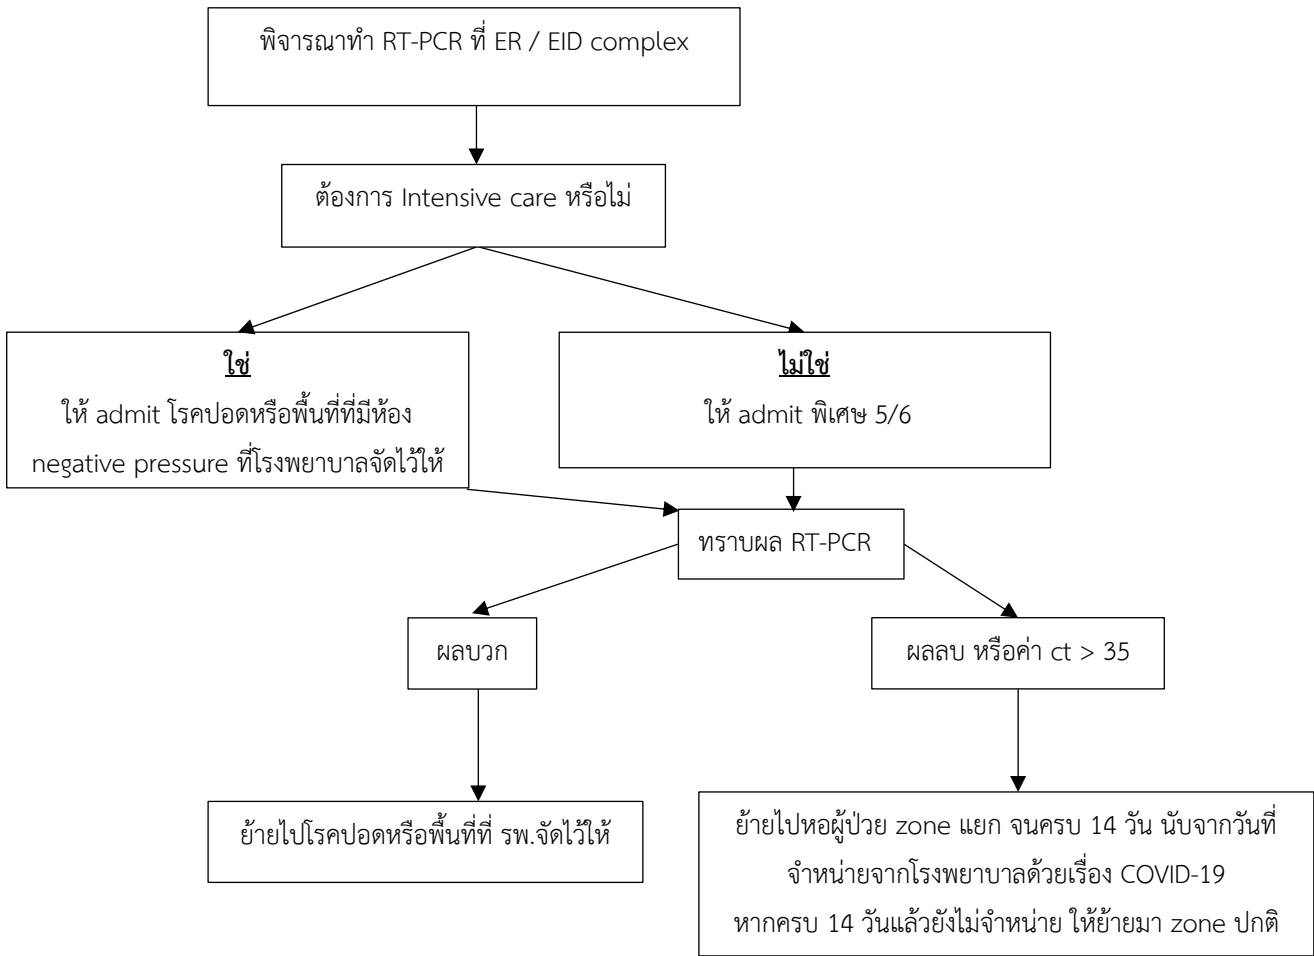 พิจารณาทำ RT-PCR ที่ ER / EID complex
ต้องการ Intensive care หรือไม่
ใช่
ให้ admit โรคปอดหรือพื้นที่ที่มีห้อง
negative pressure ที่โรงพยาบาลจัดไว้ให้
ไม่ใช่
ให้ admit พิเศษ 5/6
ทราบผล RT-PCR
ผลบวก
ผลลบ หรือค่า ct > 35
ย้ายไปโรคปอดหรือพื้นที่ที่ รพ.จัดไว้ให้
ย้ายไปหอผู้ป่วย zone แยก จนครบ 14 วัน นับจากวันที่
จำหน่ายจากโรงพยาบาลด้วยเรื่อง COVID-19
หากครบ 14 วันแล้วยังไม่จำหน่าย ให้ย้ายมา zone ปกติ